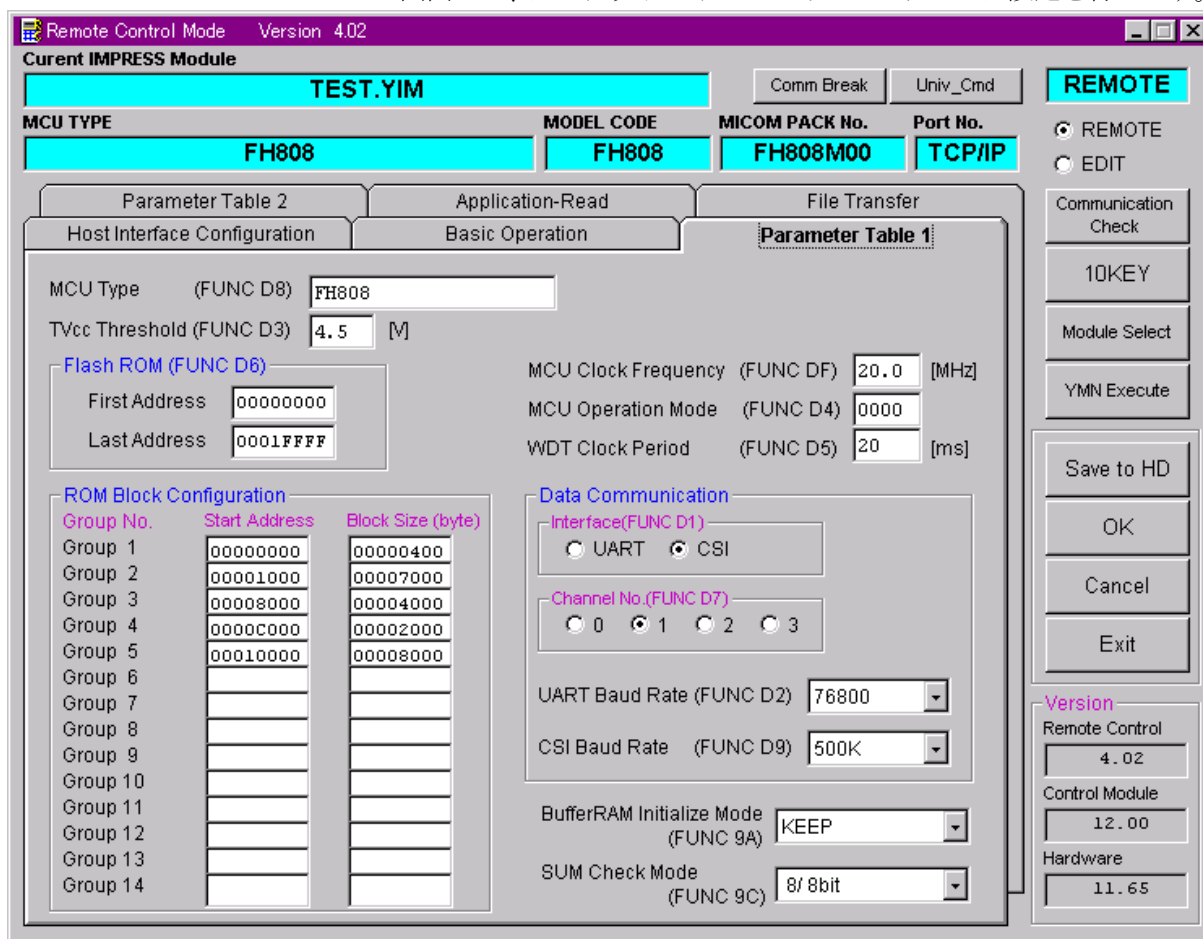 Remote Control Mode Version 4.02
Curent IMPRESS Module
TEST.YIM
Comm Break
Univ_Cmd
REMOTE
MCU TYPE
MODEL CODE
MICOM PACK No.
Port No.
FH808
FH808
FH808M00
TCP/IP
REMOTE
EDIT
Parameter Table 2
Application-Read
File Transfer
Host Interface Configuration
Basic Operation
Parameter Table 1
MCU Type (FUNC D8) FH808
TVcc Threshold (FUNC D3) 4.5 [V]
Flash ROM (FUNC D6)
First Address 00000000
Last Address 0001FFFF
MCU Clock Frequency (FUNC DF) 20.0 [MHz]
MCU Operation Mode (FUNC D4) 0000
WDT Clock Period (FUNC D5) 20 [ms]
ROM Block Configuration
Group No. Start Address Block Size (byte)
Group 1 00000000 00000400
Group 2 00001000 00007000
Group 3 00008000 00004000
Group 4 0000C000 00002000
Group 5 00010000 00008000
Group 6
Group 7
Group 8
Group 9
Group 10
Group 11
Group 12
Group 13
Group 14
Data Communication
Interface(FUNC D1)
UART CSI
Channel No.(FUNC D7)
0 1 2 3
UART Baud Rate (FUNC D2) 76800
CSI Baud Rate (FUNC D9) 500K
BufferRAM Initialize Mode
(FUNC 9A) KEEP
SUM Check Mode
(FUNC 9C) 8/ 8bit
Communication
Check
10KEY
Module Select
YMN Execute
Save to HD
OK
Cancel
Exit
Version
Remote Control
4.02
Control Module
12.00
Hardware
11.65